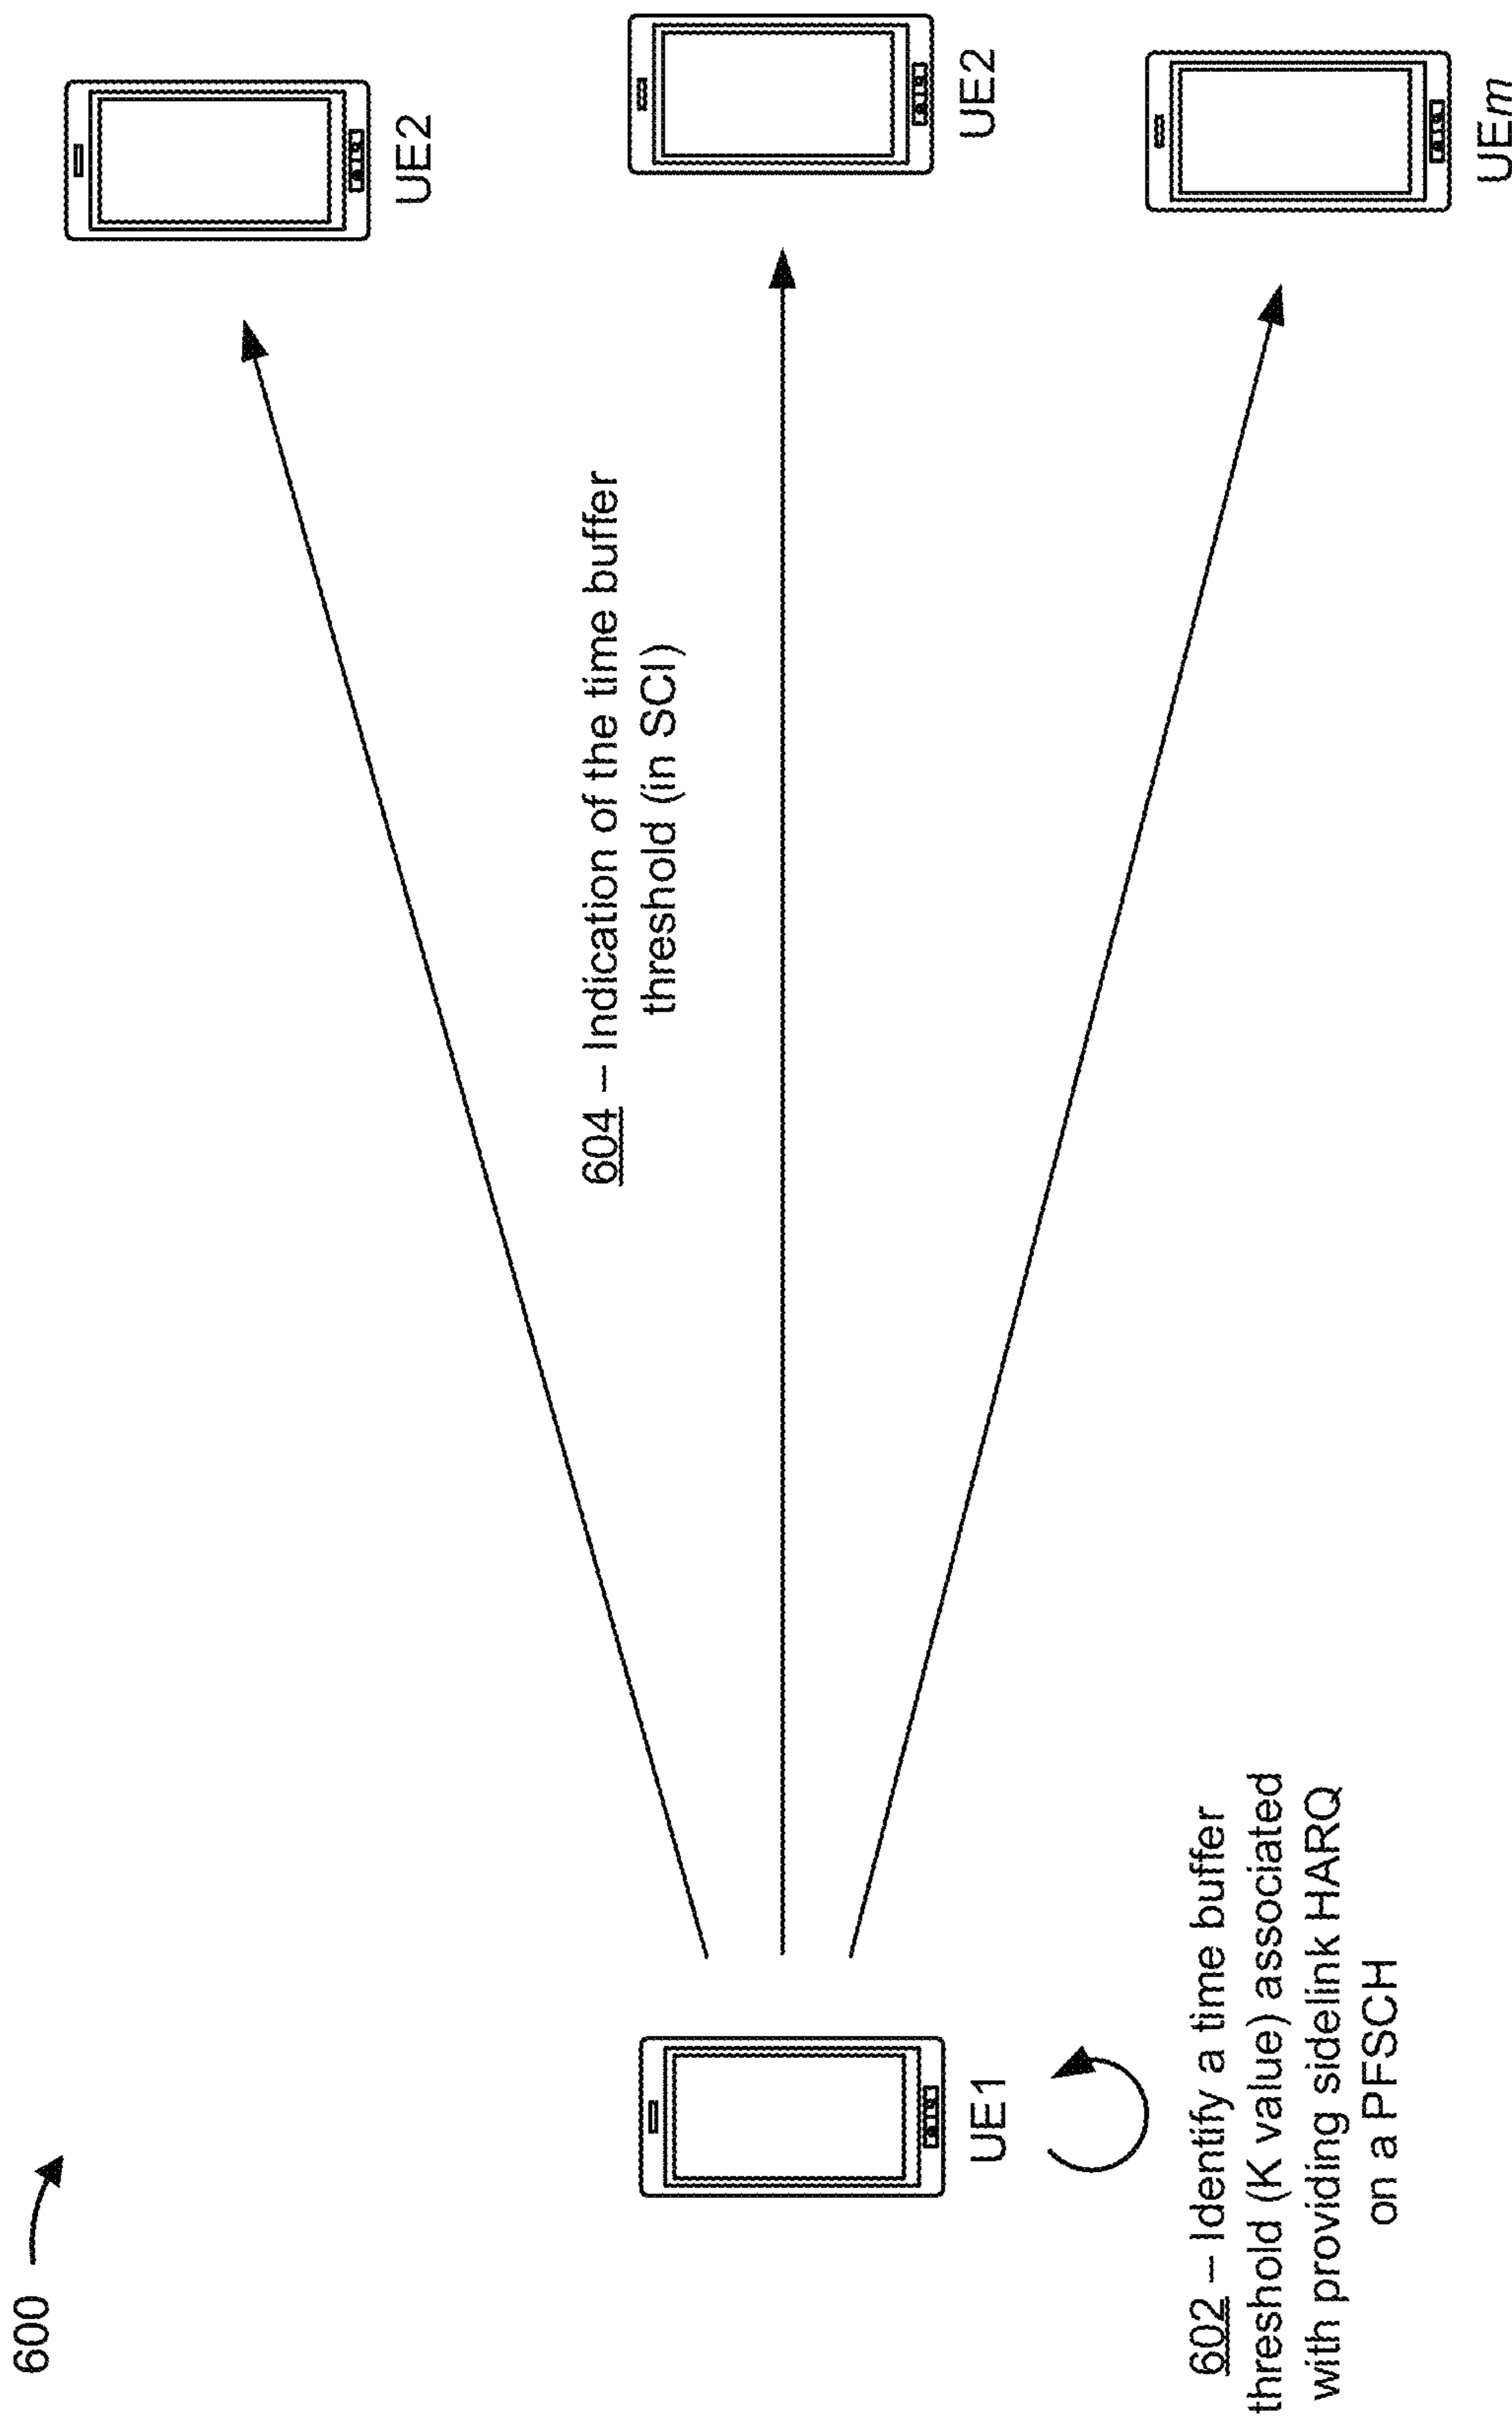 600
UE2
604 – Indication of the time buffer
threshold (in SCI)
UE2
UE1
602 – Identify a time buffer
threshold (K value) associated
with providing sidelink HARQ
on a PFSCH
UEm